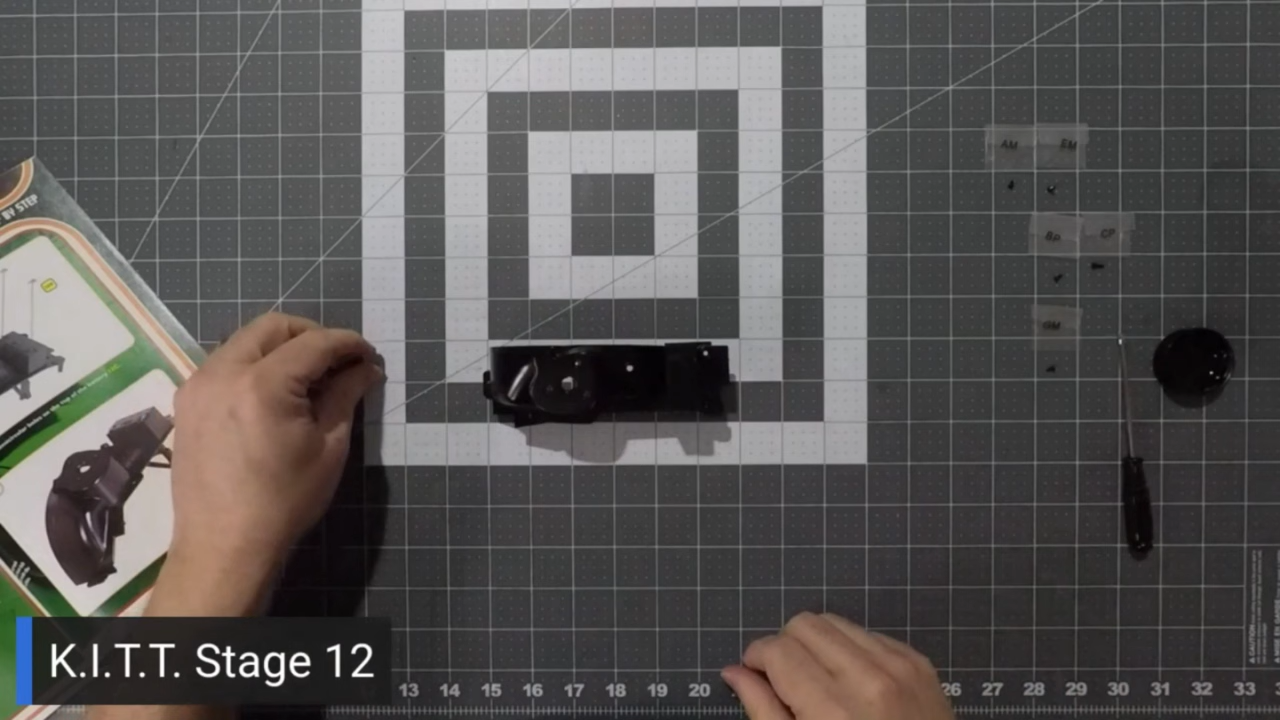 BY STEP
AM EM
BP CP
GM
K.I.T.T. Stage 12
13 14 15 16 17 18 19 20 26 27 28 29 30 31 32 33